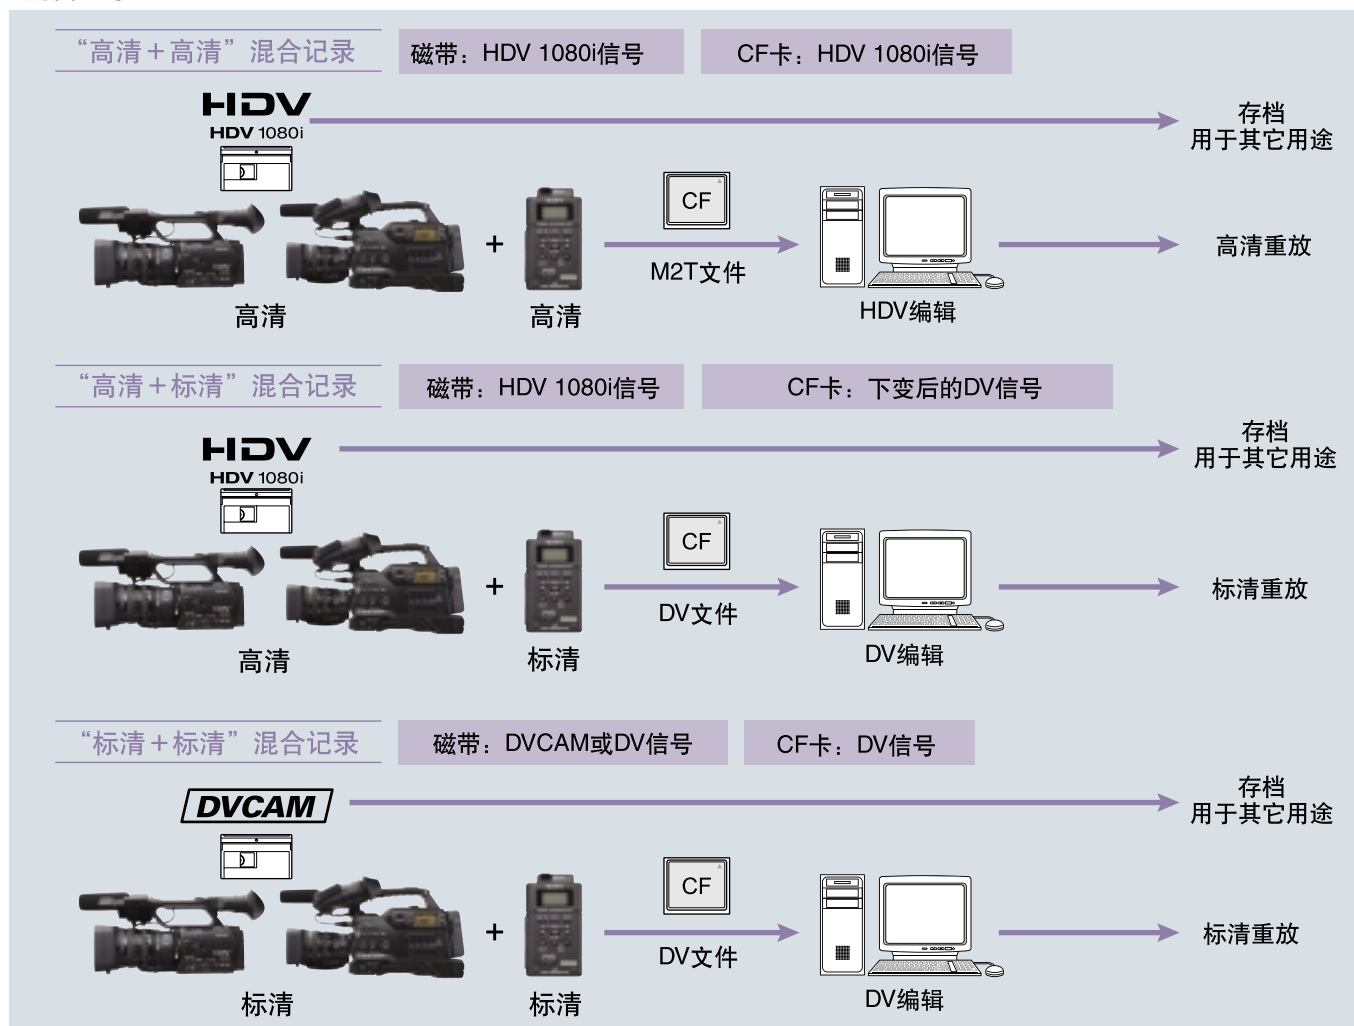 “高清＋高清”混合记录
磁带：HDV 1080i信号
CF卡：HDV 1080i信号
HDV
HDV 1080i
存档
用于其它用途
CF
+
M2T文件
高清重放
高清
高清
HDV编辑
“高清＋标清”混合记录
磁带：HDV 1080i信号
CF卡：下变后的DV信号
HDV
HDV 1080i
存档
用于其它用途
CF
+
DV文件
标清重放
高清
标清
DV编辑
“标清＋标清”混合记录
磁带：DVCAM或DV信号
CF卡：DV信号
DVCAM
存档
用于其它用途
CF
+
DV文件
标清重放
标清
标清
DV编辑